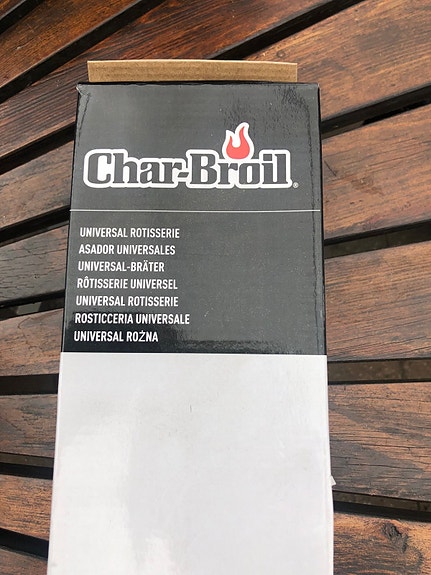 Char-Broil®
UNIVERSAL ROTISSERIE
ASADOR UNIVERSALES
UNIVERSAL-BRÄTER
RÔTISSERIE UNIVERSEL
UNIVERSAL ROTISSERIE
ROSTICCERIA UNIVERSALE
UNIVERSAL ROŻNA